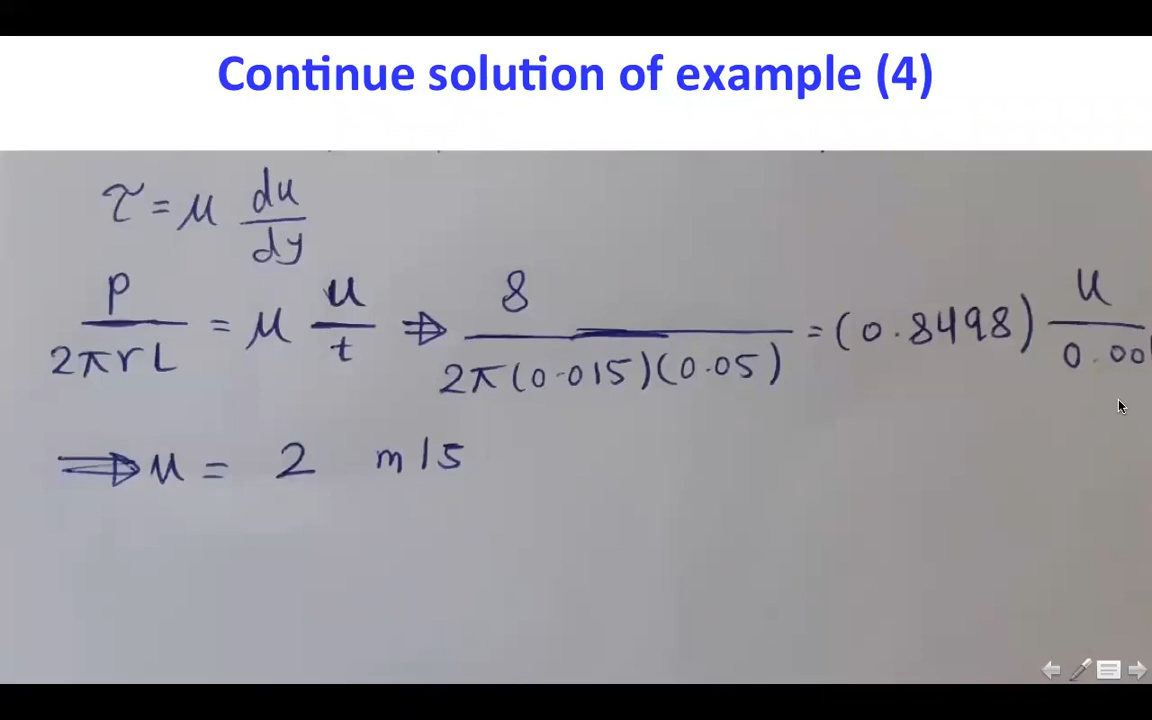 Continue solution of example (4)
τ = μ du/dy
P/2πrL = μ u/t ⇒ 8/2π(0.015)(0.05) = (0.8498) u/0.00
⇒ u = 2 m/s